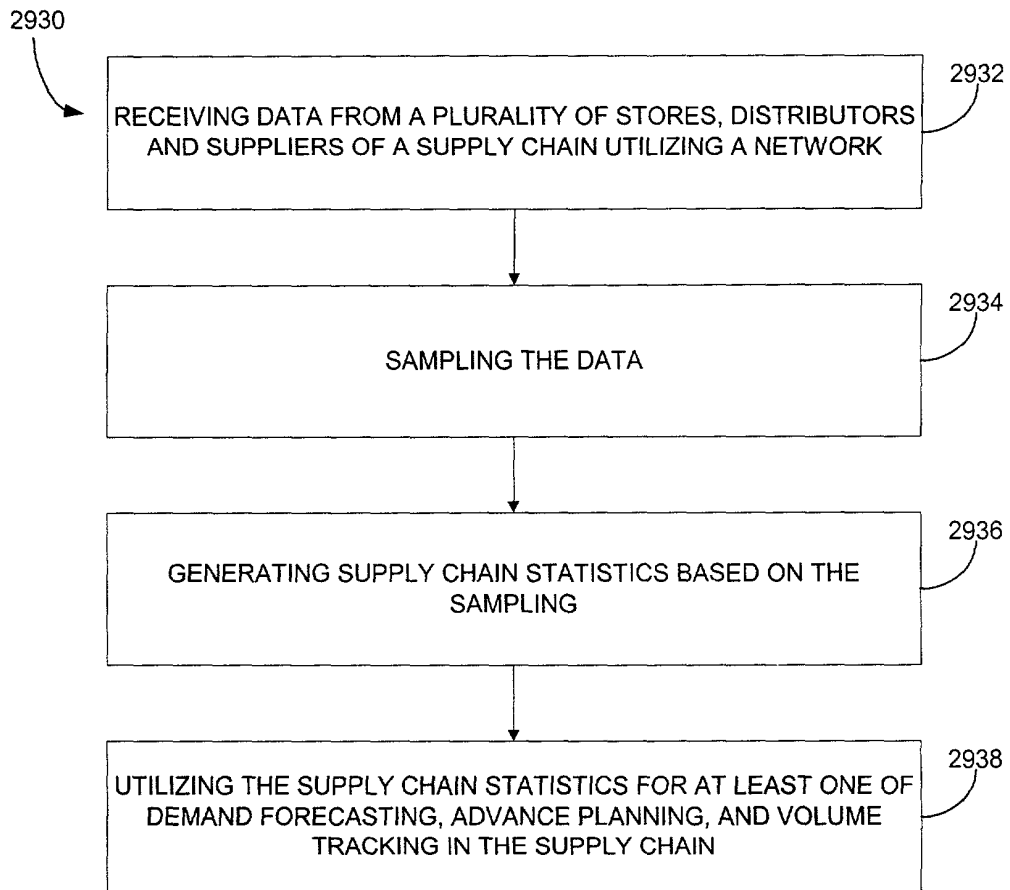 2930
2932
RECEIVING DATA FROM A PLURALITY OF STORES, DISTRIBUTORS
AND SUPPLIERS OF A SUPPLY CHAIN UTILIZING A NETWORK
2934
SAMPLING THE DATA
2936
GENERATING SUPPLY CHAIN STATISTICS BASED ON THE
SAMPLING
2938
UTILIZING THE SUPPLY CHAIN STATISTICS FOR AT LEAST ONE OF
DEMAND FORECASTING, ADVANCE PLANNING, AND VOLUME
TRACKING IN THE SUPPLY CHAIN